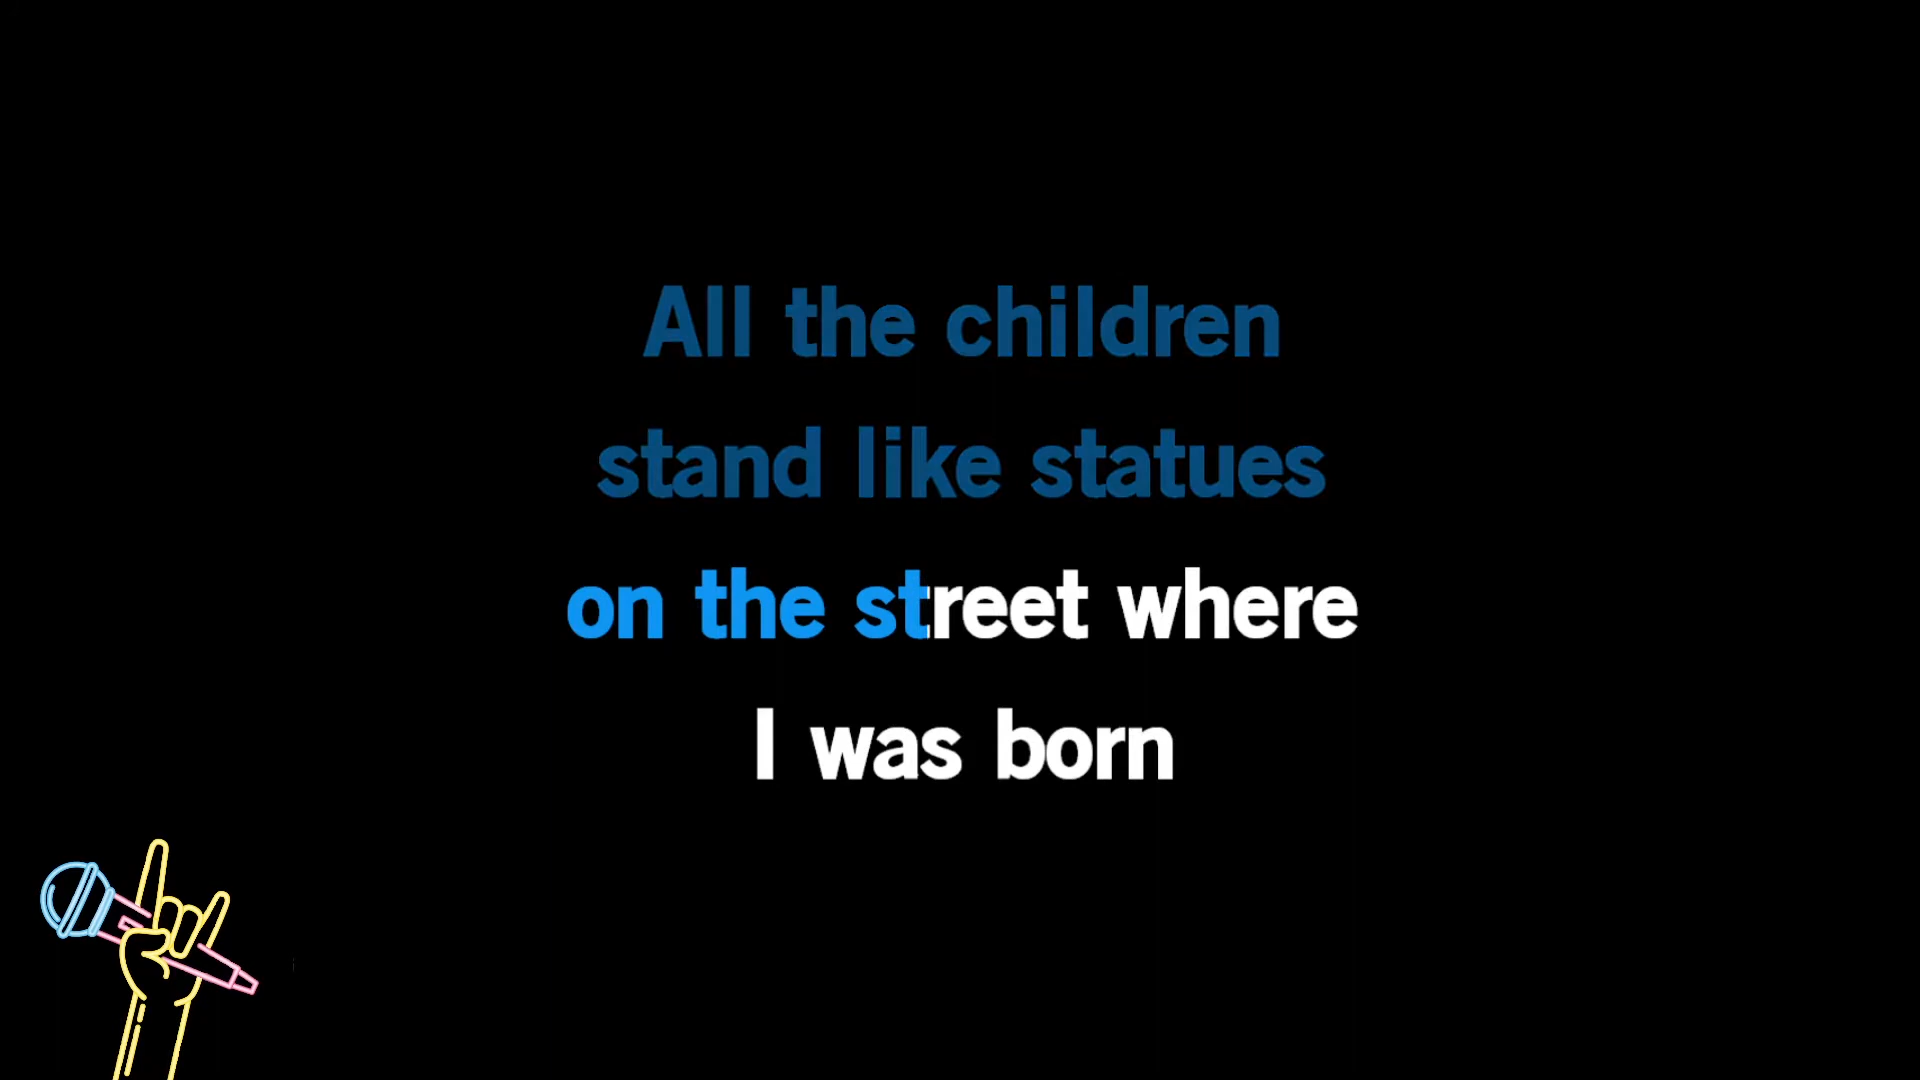 All the children
stand like statues
on the street where
I was born